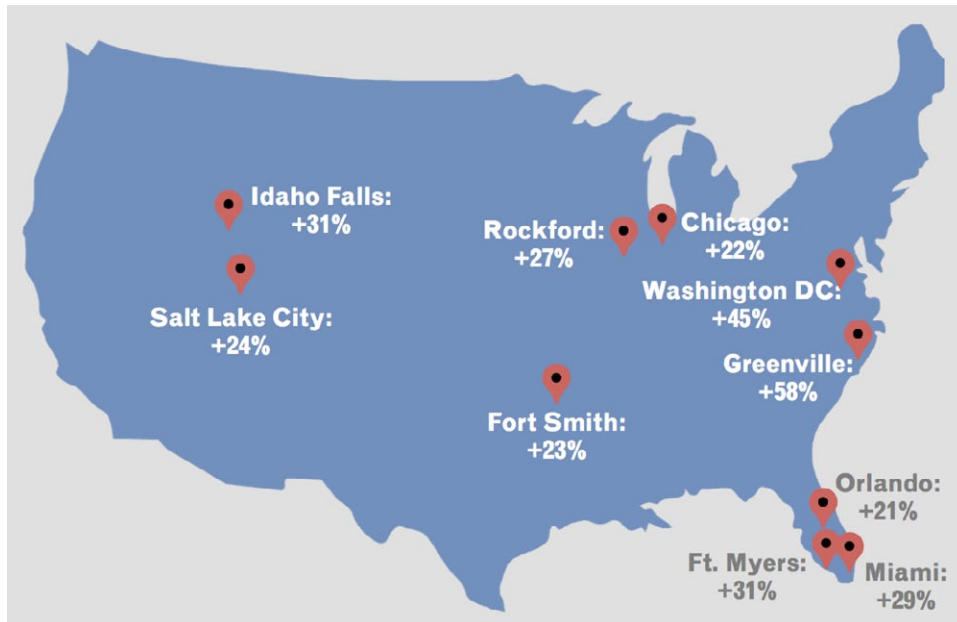 Idaho Falls:
+31%
Rockford:
+27%
Chicago:
+22%
Washington DC:
+45%
Salt Lake City:
+24%
Greenville:
+58%
Fort Smith:
+23%
Orlando:
+21%
Ft. Myers:
+31%
Miami:
+29%